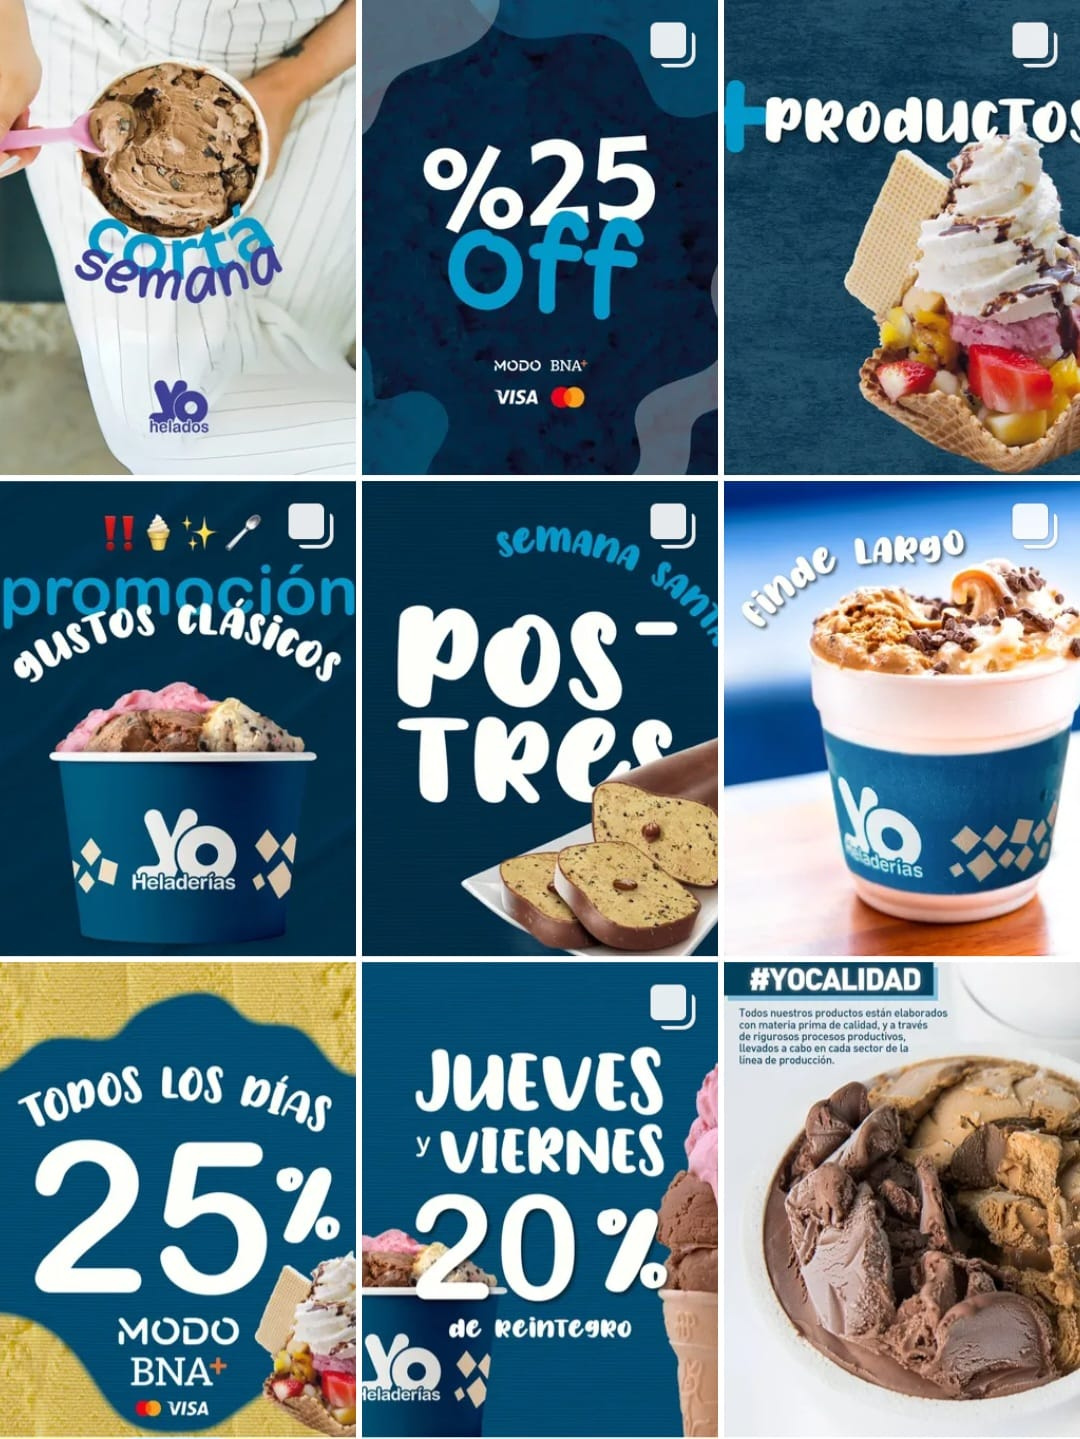 cortá
semana
Yo
helados
%25
off
MODO BNA+
VISA
+PRODUCTOS
promoción
GUSTOS CLÁSICOS
Yo
Heladerías
SEMANA SANTA
POS-
TRES
FINDE LARGO
Yo
Heladerías
TODOS LOS DÍAS
25%
MODO
BNA+
VISA
JUEVES
y VIERNES
20%
de REINTEGRO
Yo
Heladerías
#YOCALIDAD
Todos nuestros productos están elaborados
con materia prima de calidad, y a través
de rigurosos procesos productivos,
llevados a cabo en cada sector de la
línea de producción.